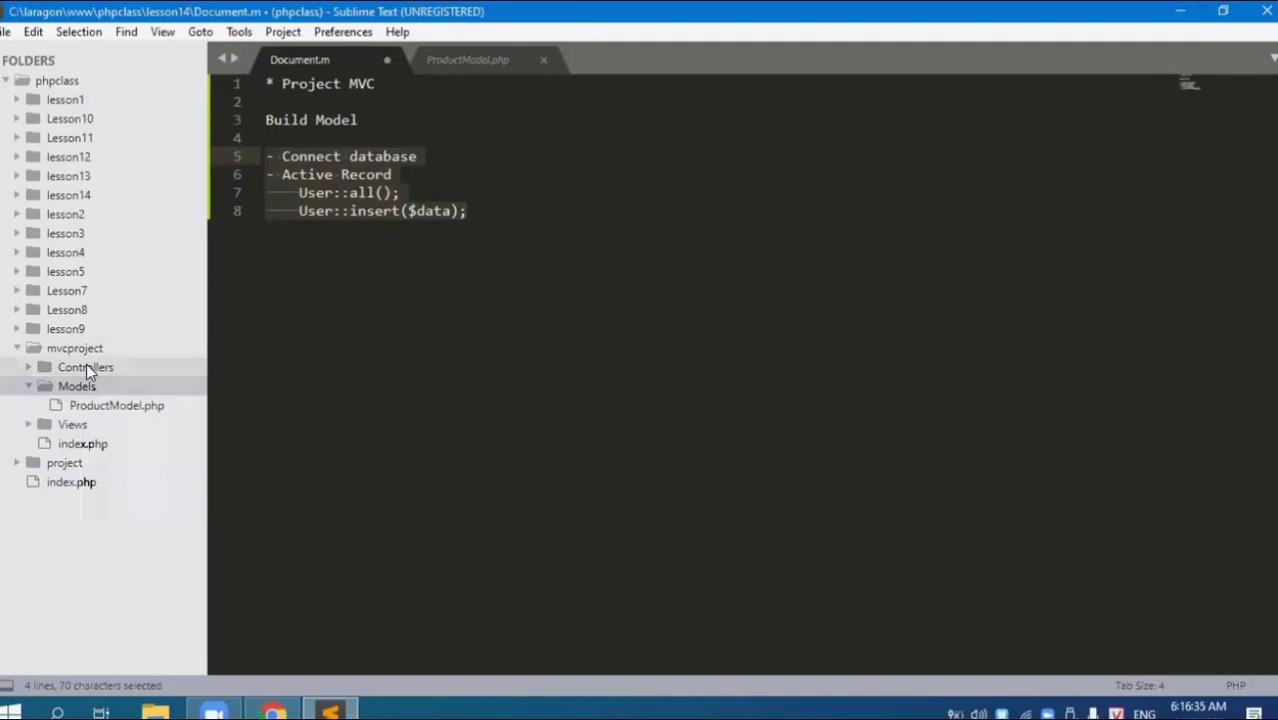 C:\laragon\www\phpclass\lesson14\Document.m • (phpclass) - Sublime Text (UNREGISTERED)
ile Edit Selection Find View Goto Tools Project Preferences Help
FOLDERS
phpclass
lesson1
Lesson10
Lesson11
lesson12
lesson13
lesson14
lesson2
lesson3
lesson4
lesson5
Lesson7
Lesson8
lesson9
mvcproject
Controllers
Models
ProductModel.php
Views
index.php
project
index.php
Document.m ProductModel.php
1 * Project MVC
2
3 Build Model
4
5 - Connect database
6 - Active Record
7 User::all();
8 User::insert($data);
4 lines, 70 characters selected
Tab Size: 4 PHP
V ENG 6:16:35 AM